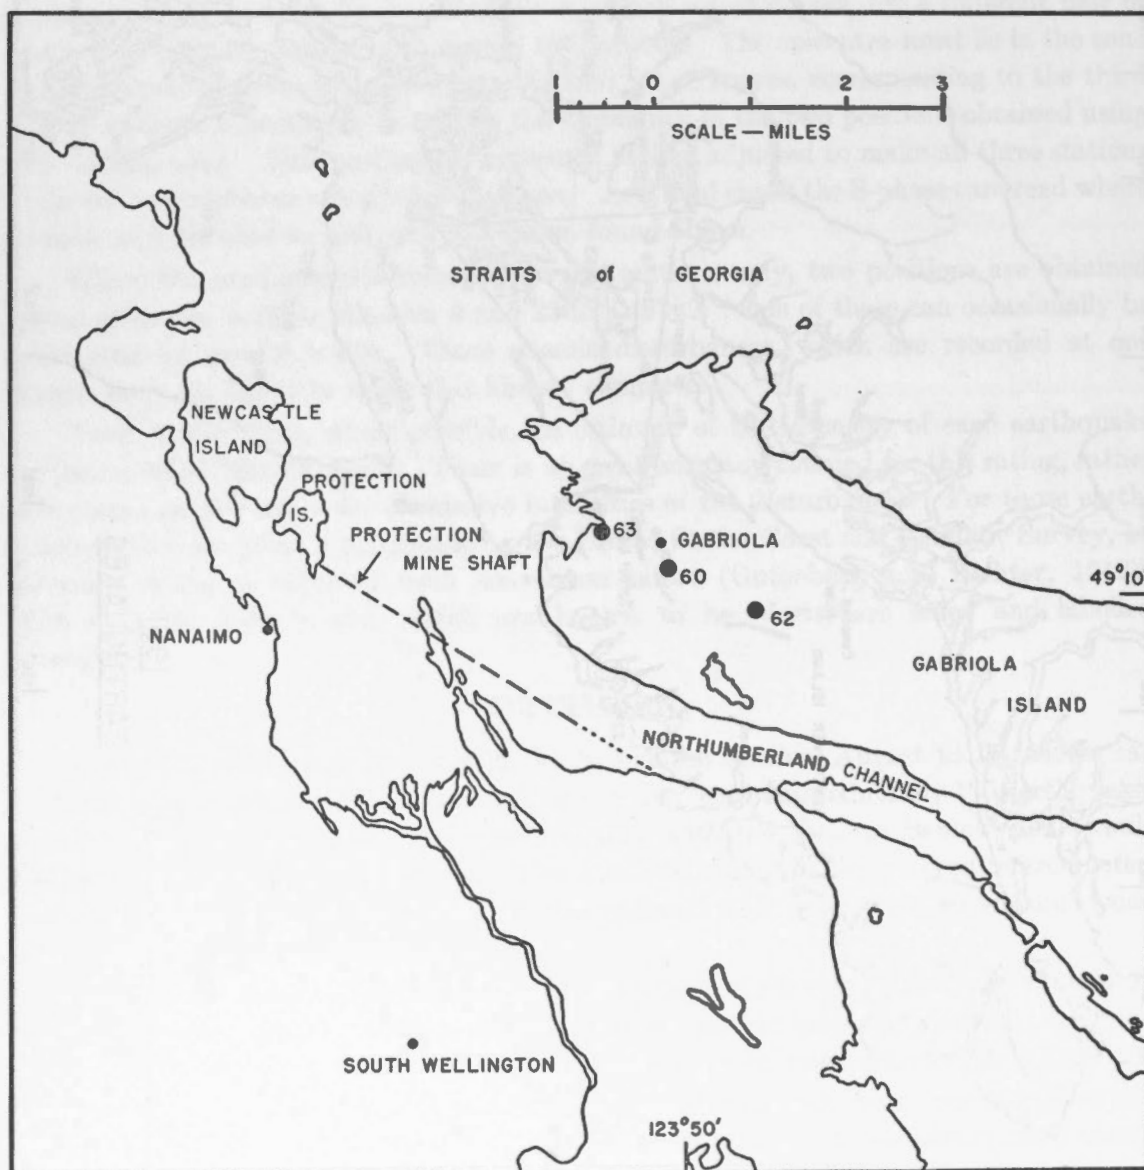 1 0 1 2 3
SCALE — MILES
STRAITS of GEORGIA
NEWCASTLE
ISLAND
PROTECTION
IS.
PROTECTION
MINE SHAFT
63
GABRIOLA
60
49°10'
62
NANAIMO
GABRIOLA
ISLAND
NORTHUMBERLAND CHANNEL
SOUTH WELLINGTON
123°50'